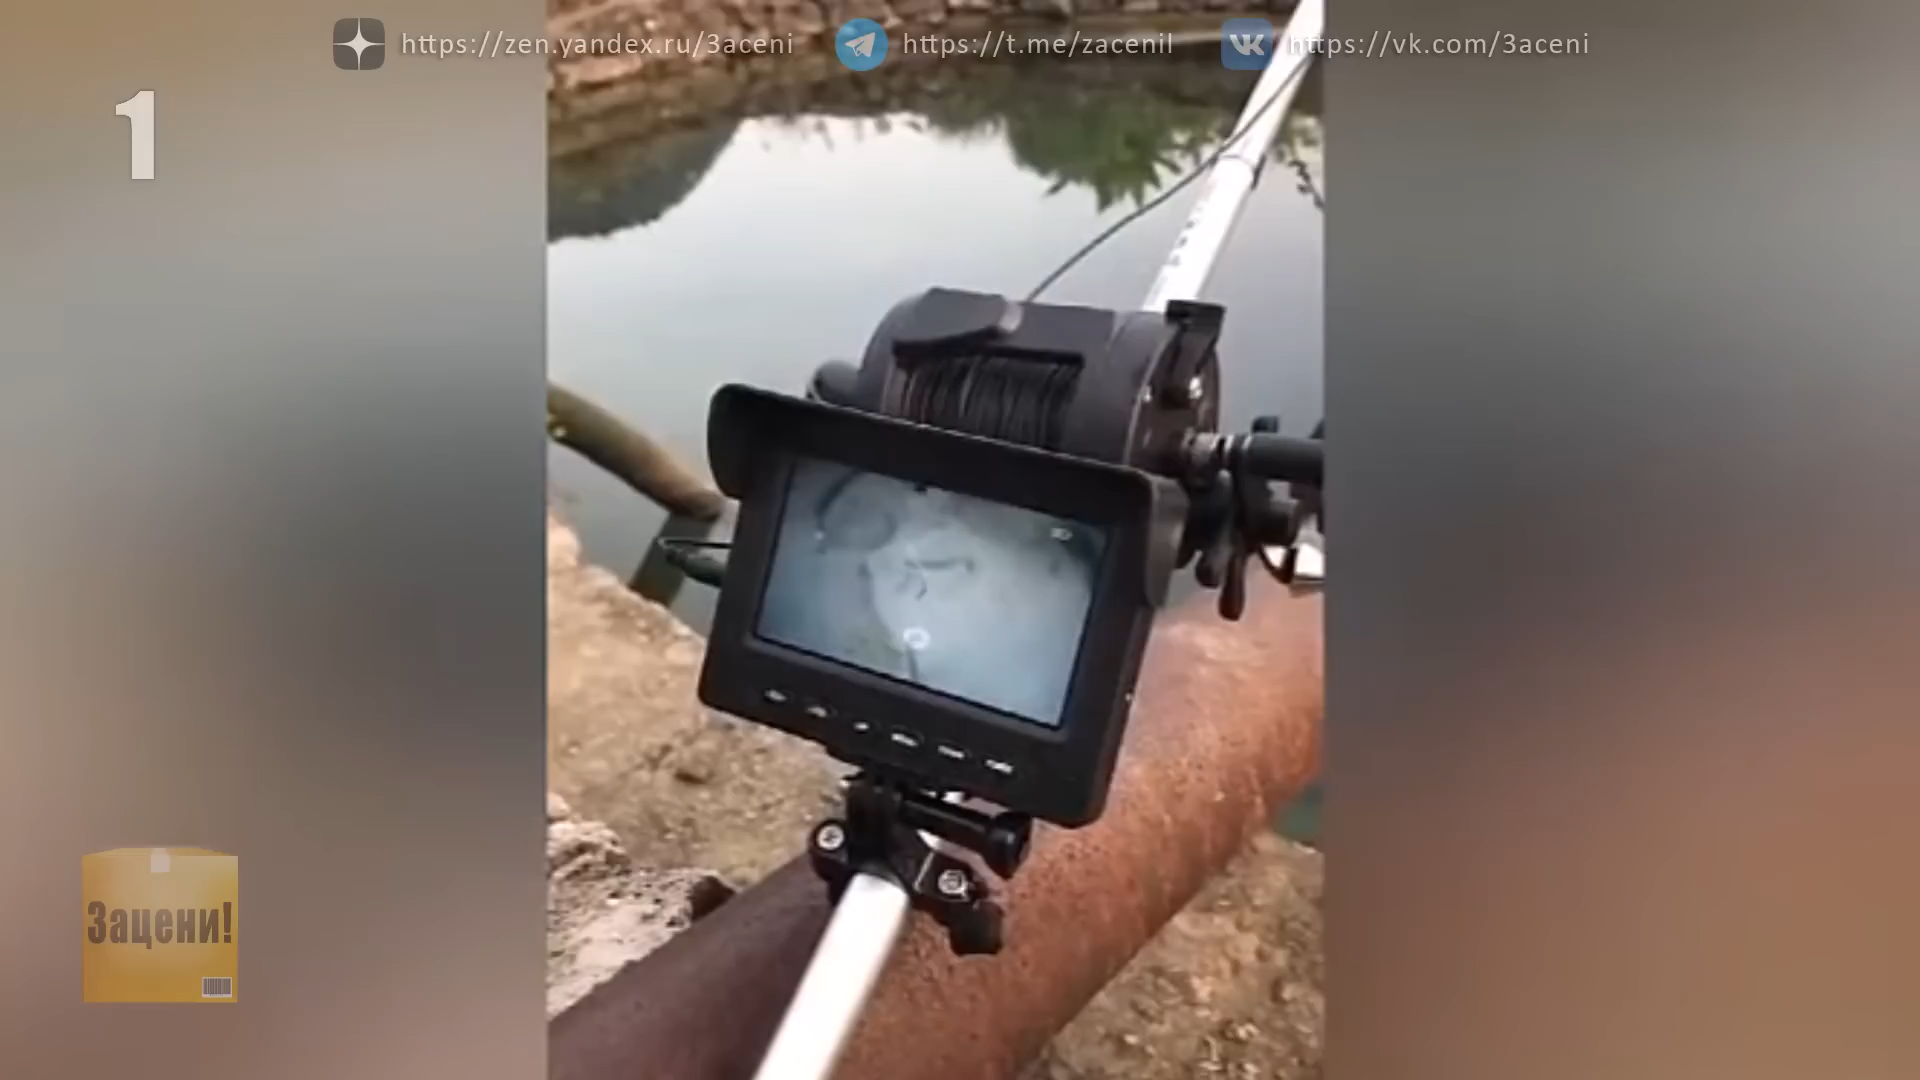 https://zen.yandex.ru/3aceni
https://t.me/zacenil
https://vk.com/3aceni
1
Зацени!